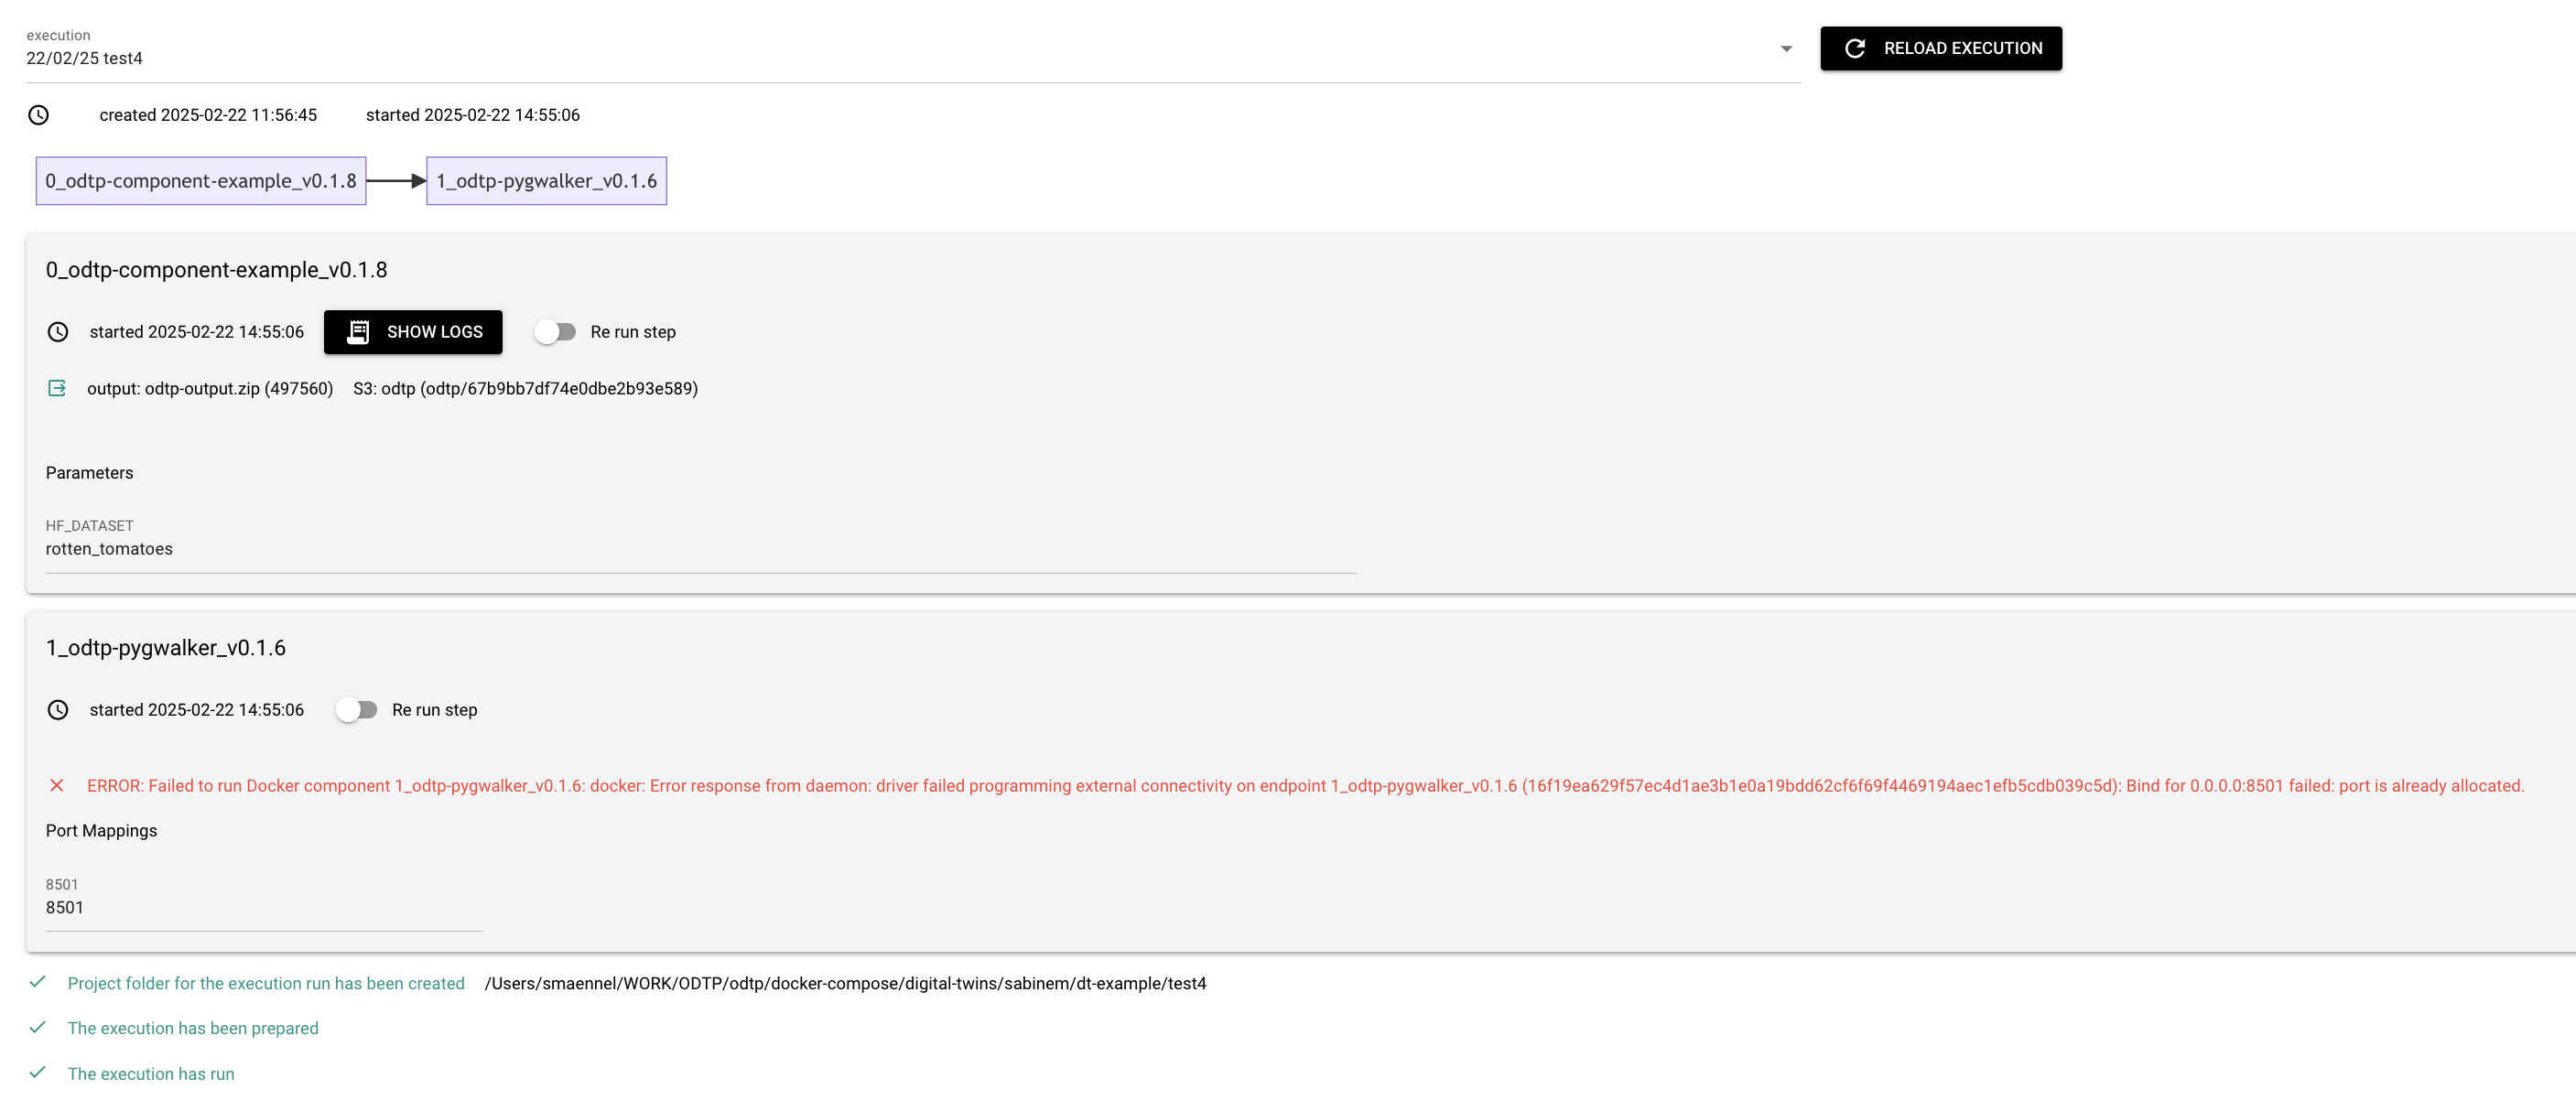 execution
22/02/25 test4
RELOAD EXECUTION
created 2025-02-22 11:56:45 started 2025-02-22 14:55:06
0_odtp-component-example_v0.1.8 1_odtp-pygwalker_v0.1.6
0_odtp-component-example_v0.1.8
started 2025-02-22 14:55:06 SHOW LOGS Re run step
output: odtp-output.zip (497560) S3: odtp (odtp/67b9bb7df74e0dbe2b93e589)
Parameters
HF_DATASET
rotten_tomatoes
1_odtp-pygwalker_v0.1.6
started 2025-02-22 14:55:06 Re run step
ERROR: Failed to run Docker component 1_odtp-pygwalker_v0.1.6: docker: Error response from daemon: driver failed programming external connectivity on endpoint 1_odtp-pygwalker_v0.1.6 (16f19ea629f57ec4d1ae3b1e0a19bdd62cf6f69f4469194aec1efb5cdb039c5d): Bind for 0.0.0.0:8501 failed: port is already allocated.
Port Mappings
8501
8501
Project folder for the execution run has been created /Users/smaennel/WORK/ODTP/odtp/docker-compose/digital-twins/sabinem/dt-example/test4
The execution has been prepared
The execution has run